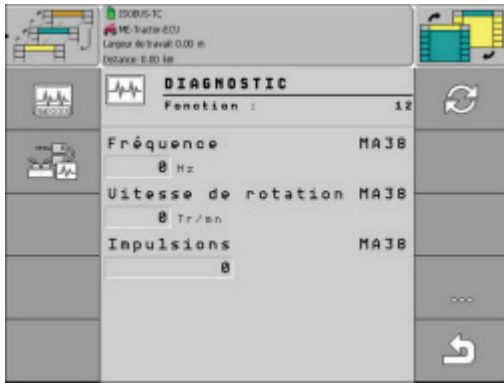 ISOBUS-TC
ME-Tractor-ECU
Largeur de travail: 0.00 m
Distance: 0.00 km
DIAGNOSTIC
Fonction : 12
Fréquence MA38
0 Hz
Vitesse de rotation MA38
0 Tr/mn
Impulsions MA38
0